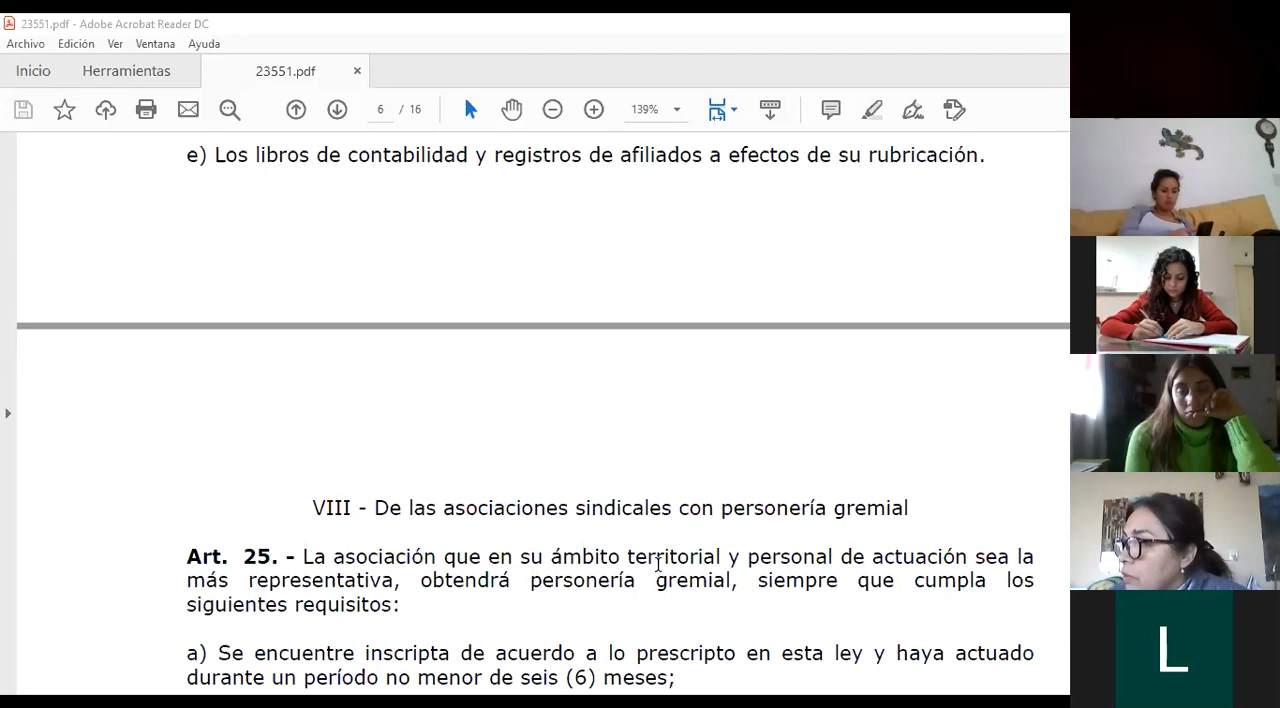 23551.pdf - Adobe Acrobat Reader DC
Archivo Edición Ver Ventana Ayuda
Inicio Herramientas 23551.pdf ×
6 / 16 139%
e) Los libros de contabilidad y registros de afiliados a efectos de su rubricación.
VIII - De las asociaciones sindicales con personería gremial
Art. 25. - La asociación que en su ámbito territorial y personal de actuación sea la
más representativa, obtendrá personería gremial, siempre que cumpla los
siguientes requisitos:
a) Se encuentre inscripta de acuerdo a lo prescripto en esta ley y haya actuado
durante un período no menor de seis (6) meses;
L